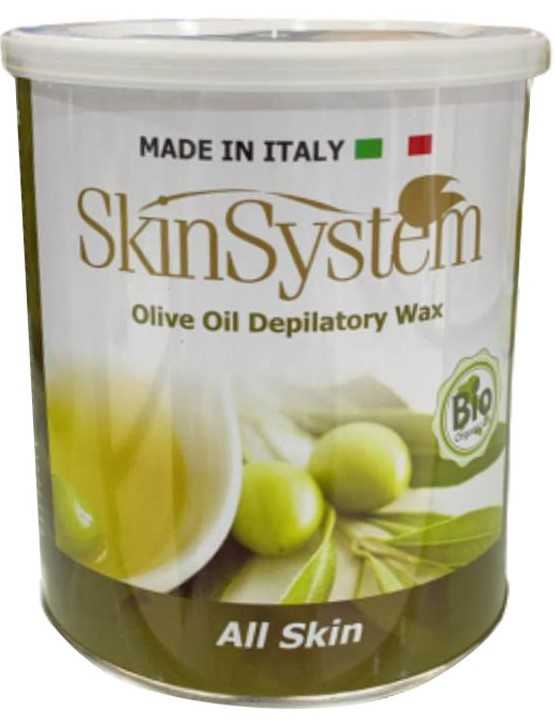 MADE IN ITALY
SkinSystem
Olive Oil Depilatory Wax
Bio
All Skin